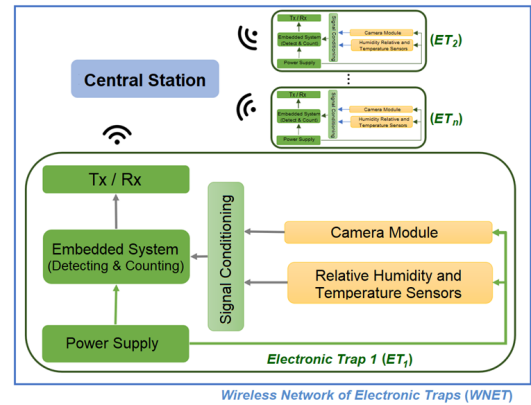 Tx / Rx
Embedded System
(Detect & Count)
Power Supply
Signal Conditioning
Camera Module
Humidity Relative and
Temperature Sensors
(ET2)
Central Station
...
Tx / Rx
Embedded System
(Detect & Count)
Power Supply
Signal Conditioning
Camera Module
Humidity Relative and
Temperature Sensors
(ETn)
Tx / Rx
Embedded System
(Detecting & Counting)
Power Supply
Signal Conditioning
Camera Module
Relative Humidity and
Temperature Sensors
Electronic Trap 1 (ET1)
Wireless Network of Electronic Traps (WNET)